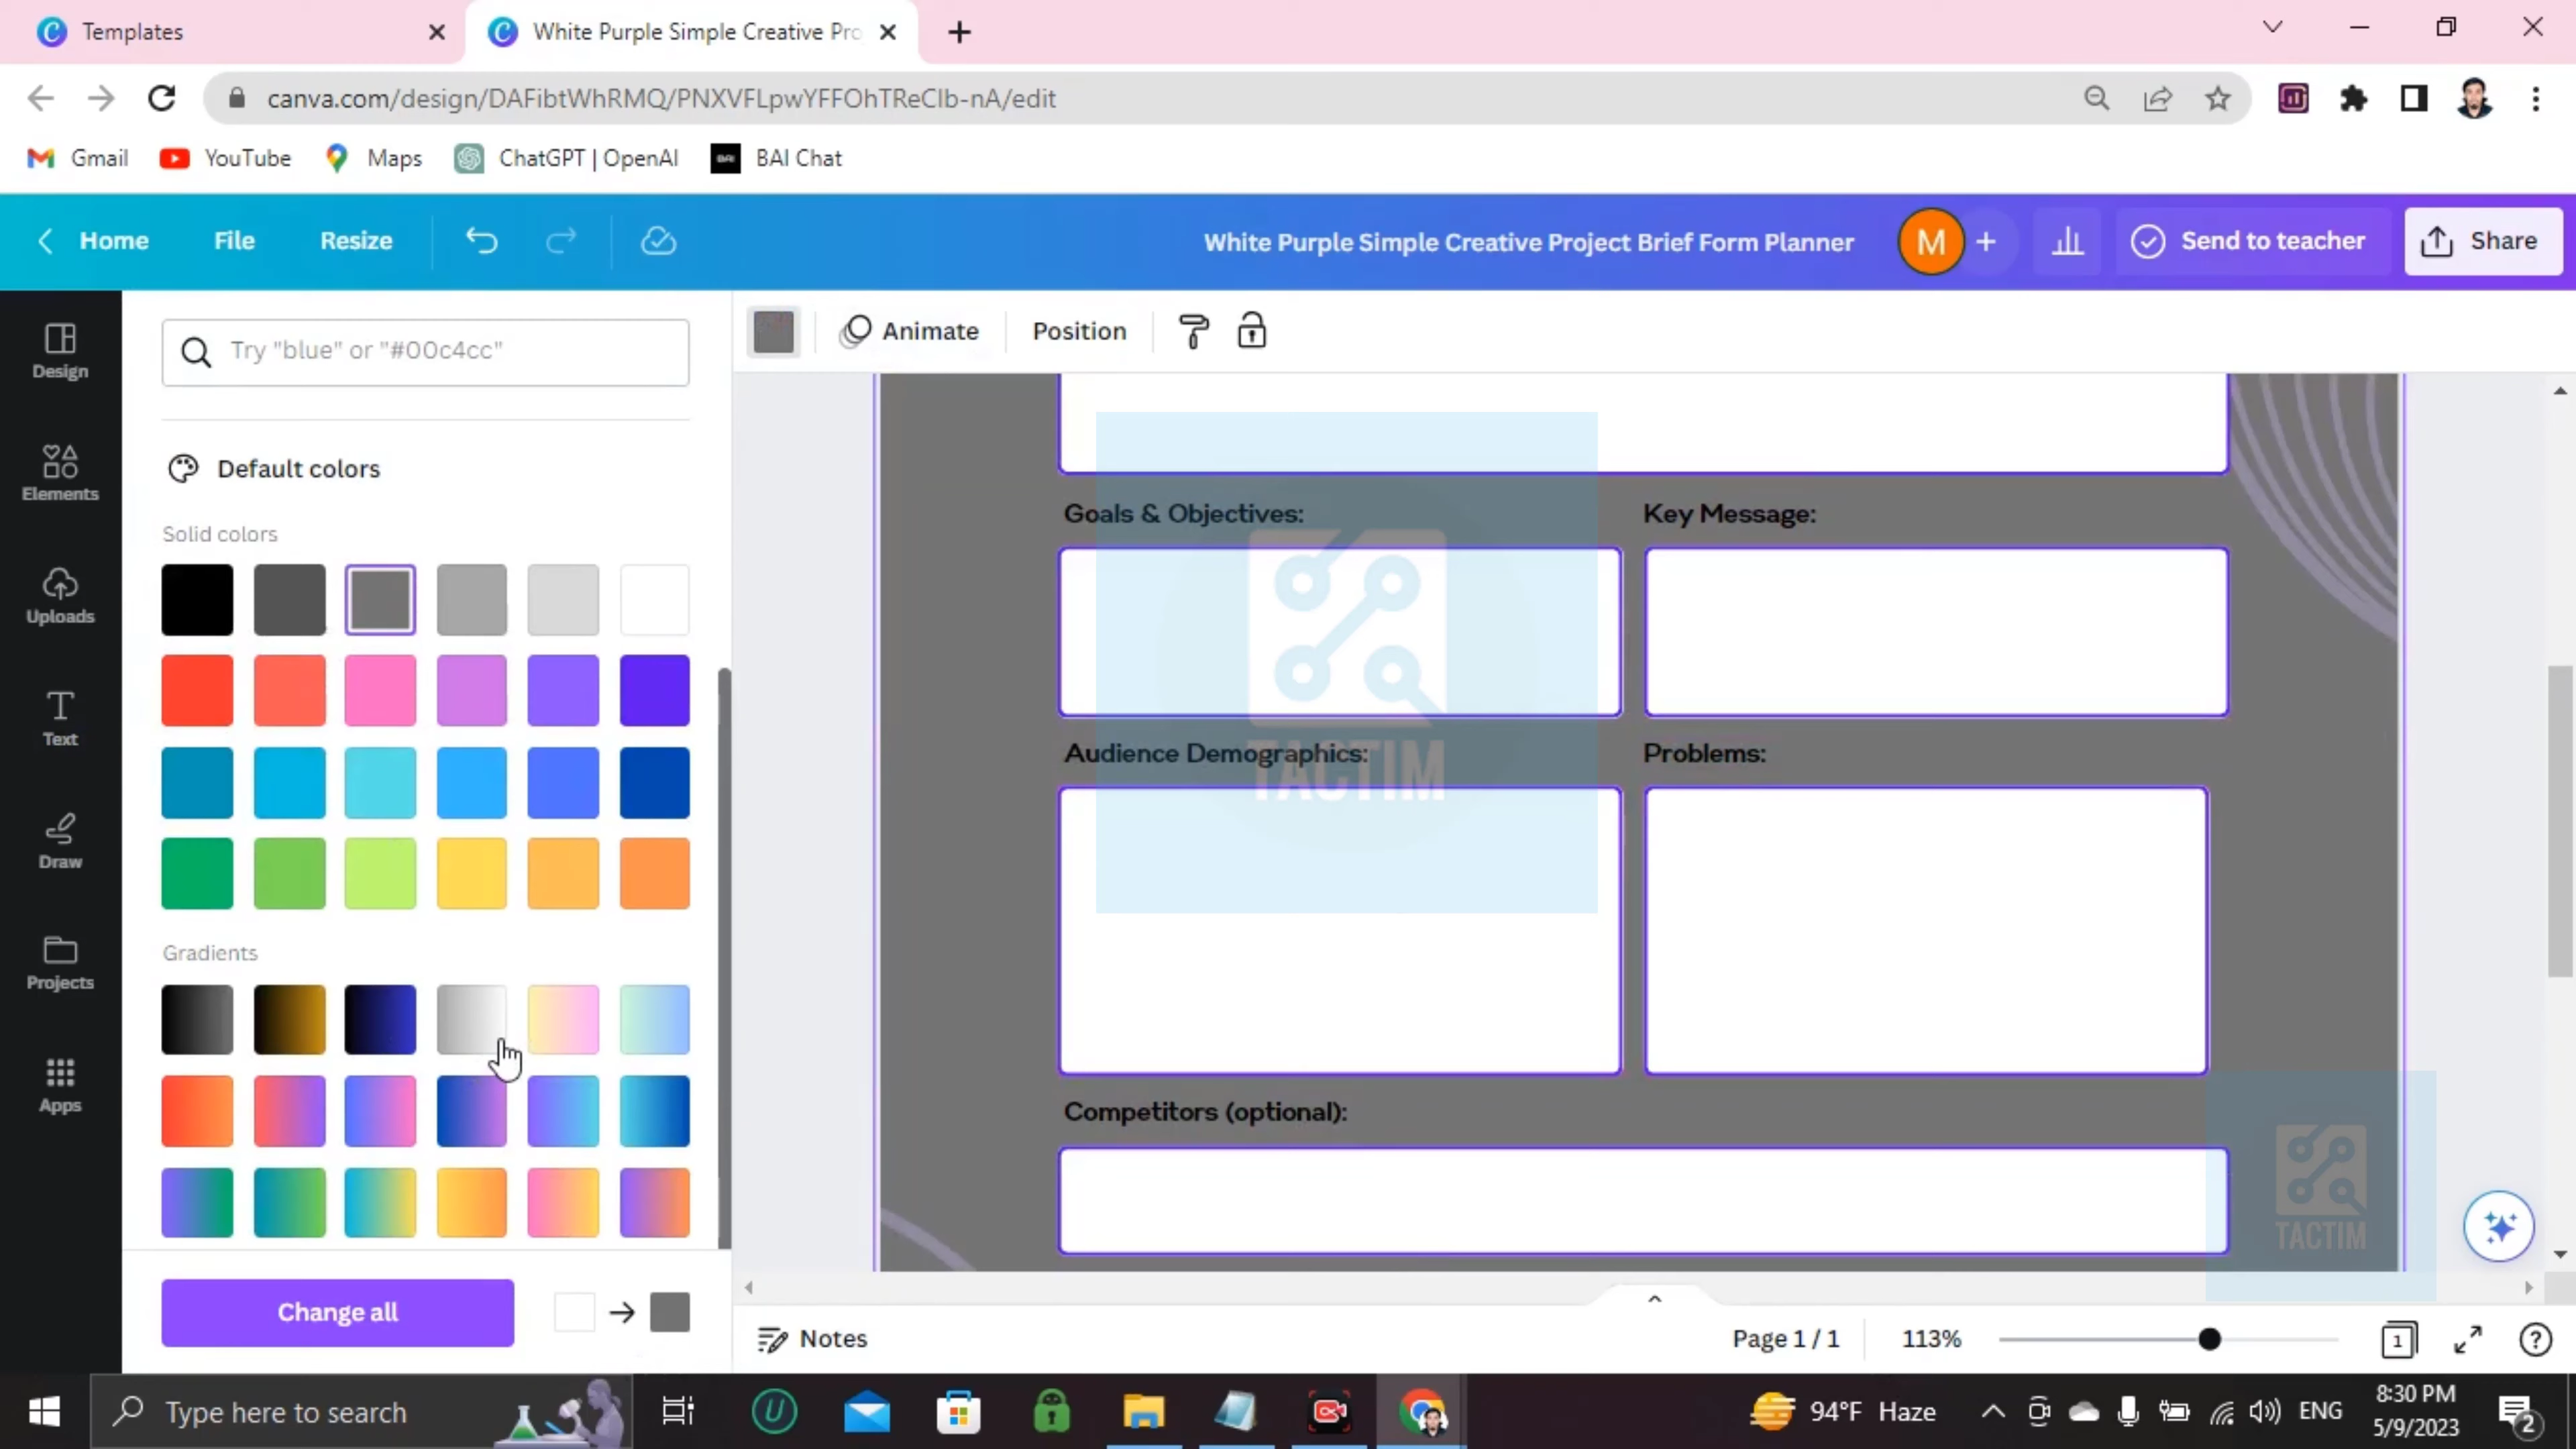 Templates
White Purple Simple Creative Pro
canva.com/design/DAFibtWhRMQ/PNXVFLpwYFFOhTReClb-nA/edit
Gmail
YouTube
Maps
ChatGPT | OpenAI
BAI Chat
Home
File
Resize
White Purple Simple Creative Project Brief Form Planner
M
Send to teacher
Share
Design
Elements
Uploads
Text
Draw
Projects
Apps
Try "blue" or "#00c4cc"
Default colors
Solid colors
Gradients
Change all
Animate
Position
Goals & Objectives:
Key Message:
TACTIM
Audience Demographics:
Problems:
Competitors (optional):
TACTIM
Notes
Page 1 / 1
113%
1
Type here to search
94°F Haze
ENG
8:30 PM
5/9/2023
2